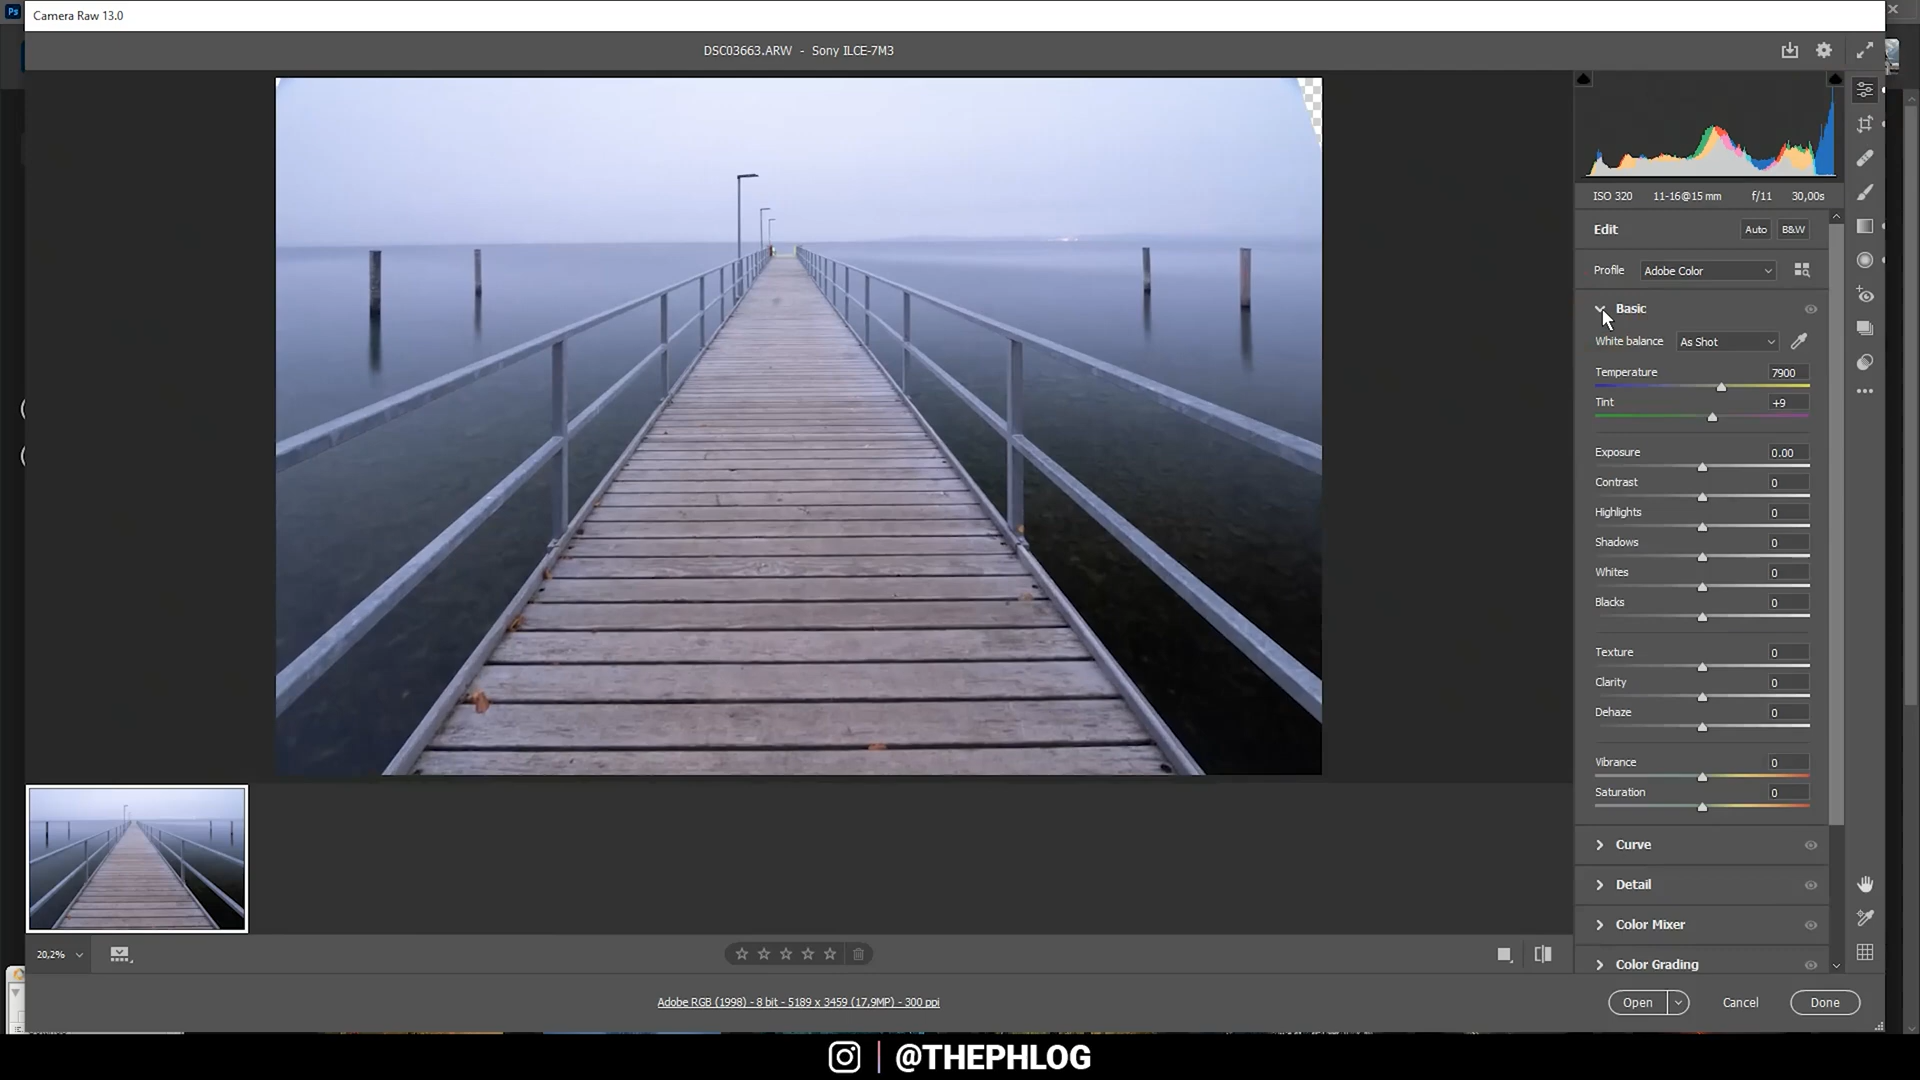 Ps
Camera Raw 13.0
DSC03663.ARW - Sony ILCE-7M3
ISO 320 11-16@15 mm f/11 30,00s
Edit Auto B&W
Profile Adobe Color
Basic
White balance As Shot
Temperature 7900
Tint +9
Exposure 0.00
Contrast 0
Highlights 0
Shadows 0
Whites 0
Blacks 0
Texture 0
Clarity 0
Dehaze 0
Vibrance 0
Saturation 0
Curve
Detail
Color Mixer
Color Grading
20,2%
Adobe RGB (1998) - 8 bit - 5189 x 3459 (17,9MP) - 300 ppi
Open Cancel Done
@THEPHLOG